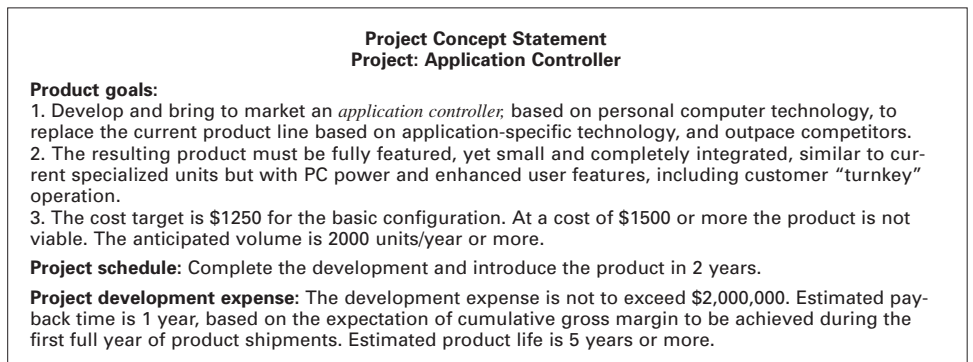 Project Concept Statement
Project: Application Controller
Product goals:
1. Develop and bring to market an application controller, based on personal computer technology, to
replace the current product line based on application-specific technology, and outpace competitors.
2. The resulting product must be fully featured, yet small and completely integrated, similar to cur-
rent specialized units but with PC power and enhanced user features, including customer “turnkey”
operation.
3. The cost target is $1250 for the basic configuration. At a cost of $1500 or more the product is not
viable. The anticipated volume is 2000 units/year or more.
Project schedule: Complete the development and introduce the product in 2 years.
Project development expense: The development expense is not to exceed $2,000,000. Estimated pay-
back time is 1 year, based on the expectation of cumulative gross margin to be achieved during the
first full year of product shipments. Estimated product life is 5 years or more.